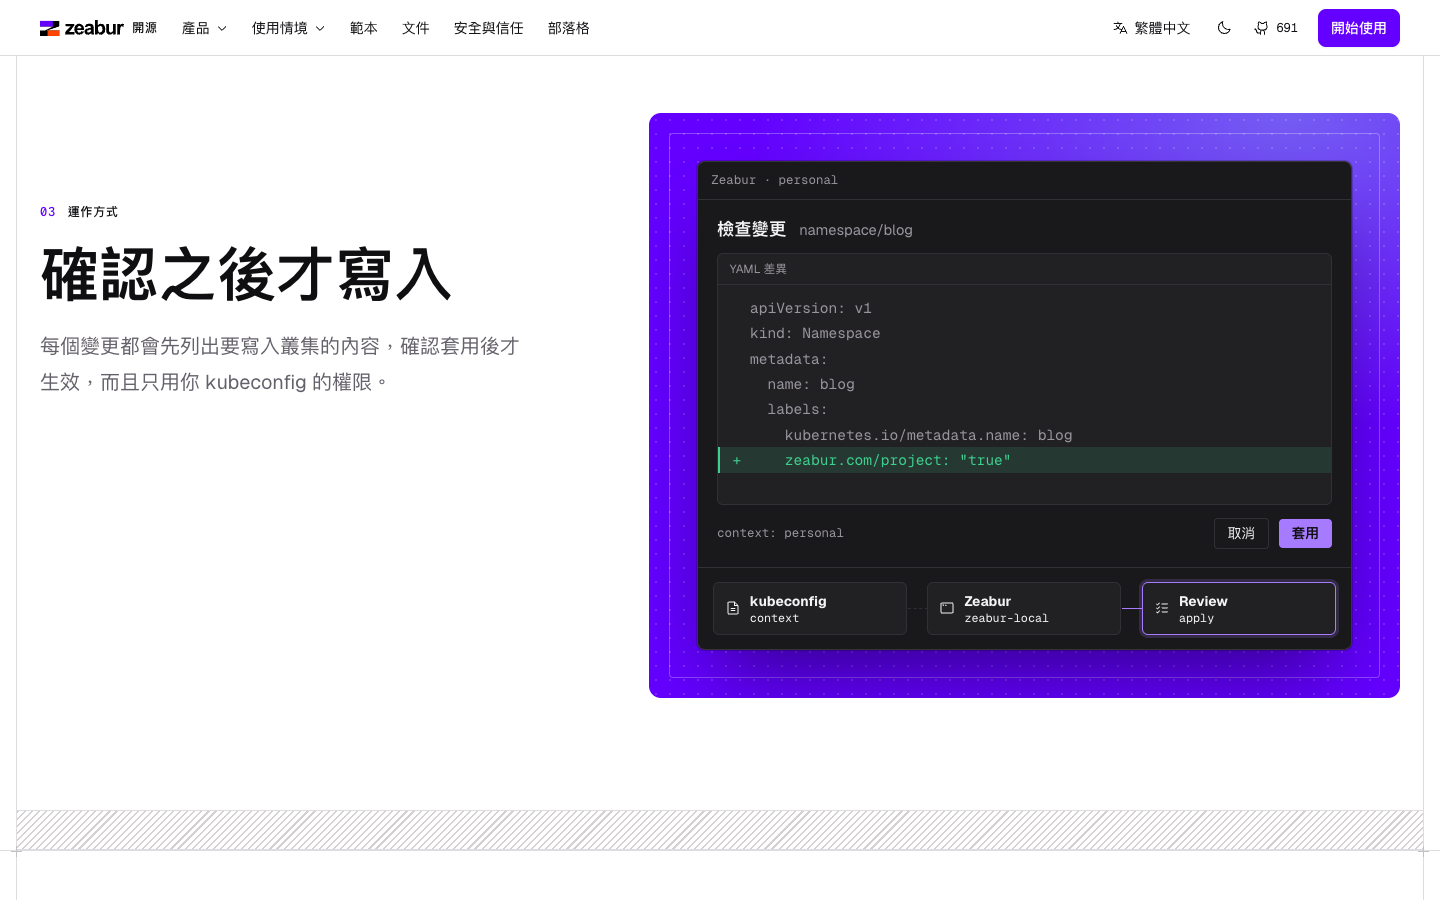 zeabur 開源 產品 使用情境 範本 文件 安全與信任 部落格 繁體中文 691 開始使用
03 運作方式
確認之後才寫入
每個變更都會先列出要寫入叢集的內容，確認套用後才
生效，而且只用你 kubeconfig 的權限。
Zeabur · personal
檢查變更 namespace/blog
YAML 差異
apiVersion: v1
kind: Namespace
metadata:
name: blog
labels:
kubernetes.io/metadata.name: blog
+ zeabur.com/project: "true"
context: personal 取消 套用
kubeconfig
context
Zeabur
zeabur-local
Review
apply